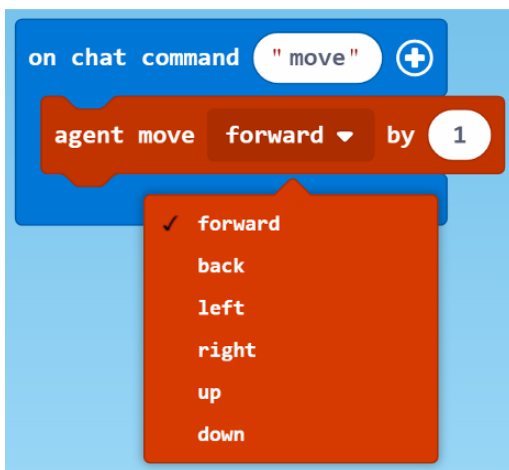 on chat command "move"
agent move forward by 1
forward
back
left
right
up
down